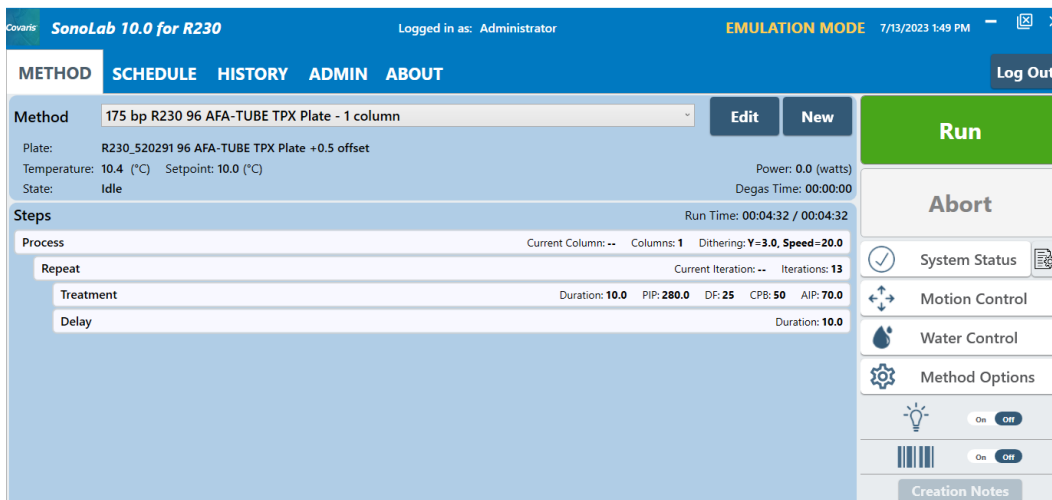 Covaris SonoLab 10.0 for R230 Logged in as: Administrator EMULATION MODE 7/13/2023 1:49 PM
METHOD SCHEDULE HISTORY ADMIN ABOUT Log Out
Method 175 bp R230 96 AFA-TUBE TPX Plate - 1 column Edit New
Plate: R230_520291 96 AFA-TUBE TPX Plate +0.5 offset
Temperature: 10.4 (°C) Setpoint: 10.0 (°C) Power: 0.0 (watts)
State: Idle Degas Time: 00:00:00
Steps Run Time: 00:04:32 / 00:04:32
Process Current Column: -- Columns: 1 Dithering: Y=3.0, Speed=20.0
Repeat Current Iteration: -- Iterations: 13
Treatment Duration: 10.0 PIP: 280.0 DF: 25 CPB: 50 AIP: 70.0
Delay Duration: 10.0
Run
Abort
System Status
Motion Control
Water Control
Method Options
On Off
On Off
Creation Notes